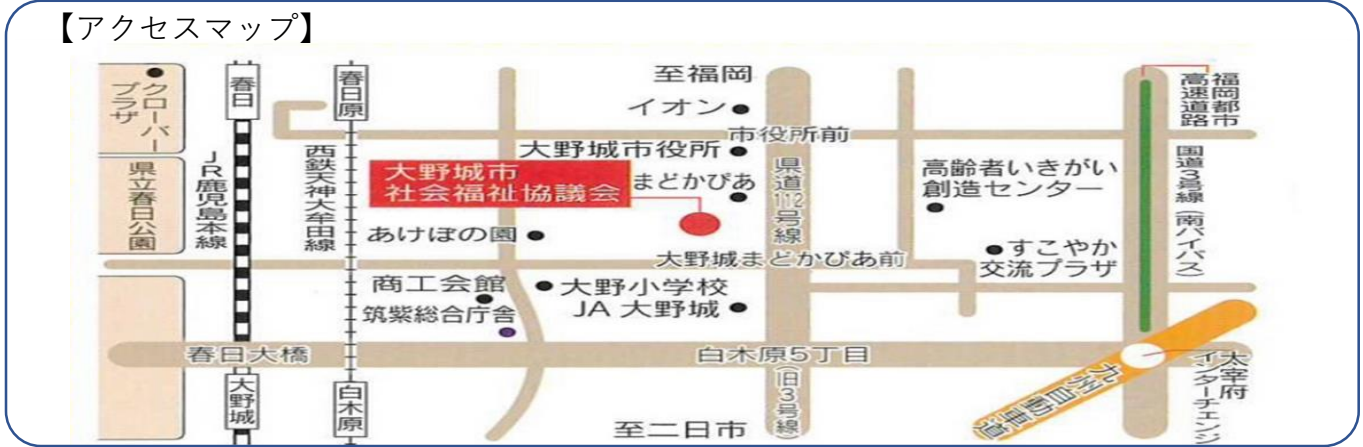 【アクセスマップ】
クローバー
プラザ
春日
春日原
至福岡
イオン
福岡都市
高速道路
市役所前
大野城市役所
県立春日公園
JR鹿児島本線
西鉄天神大牟田線
大野城市
社会福祉協議会
まどかぴあ
県道112号線
高齢者いきがい
創造センター
国道3号線(南バイパス)
あけぼの園
大野城まどかぴあ前
すこやか
交流プラザ
商工会館
大野小学校
筑紫総合庁舎
JA 大野城
春日大橋
白木原5丁目
(旧3号線)
大野城
白木原
至二日市
九州自動車道
太宰府
インターチェンジ